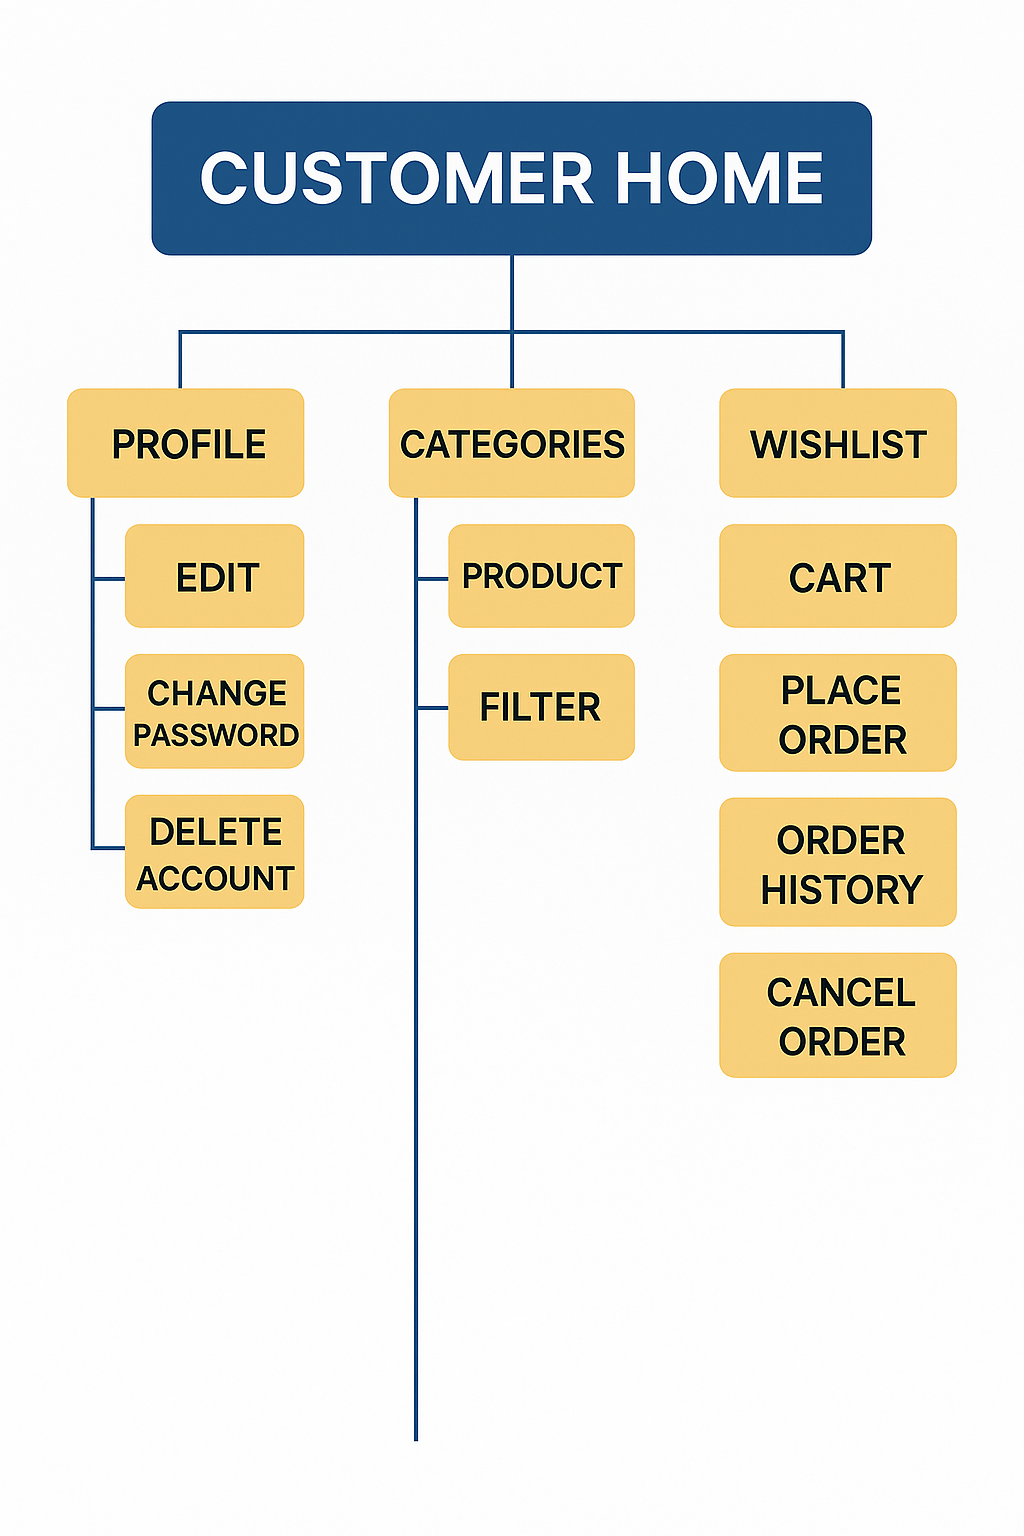 CUSTOMER HOME
PROFILE
EDIT
CHANGE
PASSWORD
DELETE
ACCOUNT
CATEGORIES
PRODUCT
FILTER
WISHLIST
CART
PLACE
ORDER
ORDER
HISTORY
CANCEL
ORDER